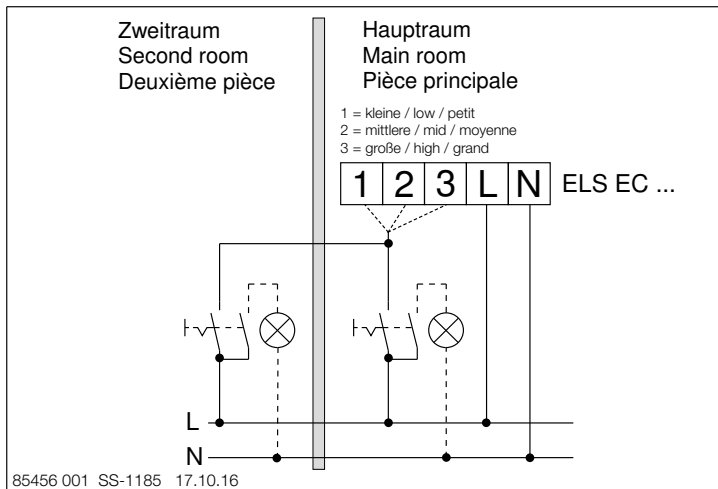 Zweitraum
Second room
Deuxième pièce
Hauptraum
Main room
Pièce principale
1 = kleine / low / petit
2 = mittlere / mid / moyenne
3 = große / high / grand
1 2 3 L N ELS EC ...
L
N
85456 001 SS-1185 17.10.16